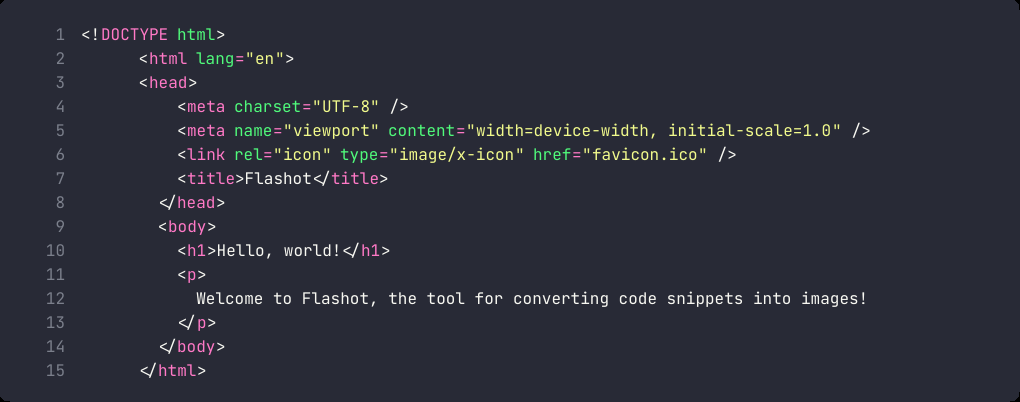 1 <!DOCTYPE html>
2       <html lang="en">
3       <head>
4           <meta charset="UTF-8" />
5           <meta name="viewport" content="width=device-width, initial-scale=1.0" />
6           <link rel="icon" type="image/x-icon" href="favicon.ico" />
7           <title>Flashot</title>
8         </head>
9         <body>
10           <h1>Hello, world!</h1>
11           <p>
12             Welcome to Flashot, the tool for converting code snippets into images!
13           </p>
14         </body>
15       </html>